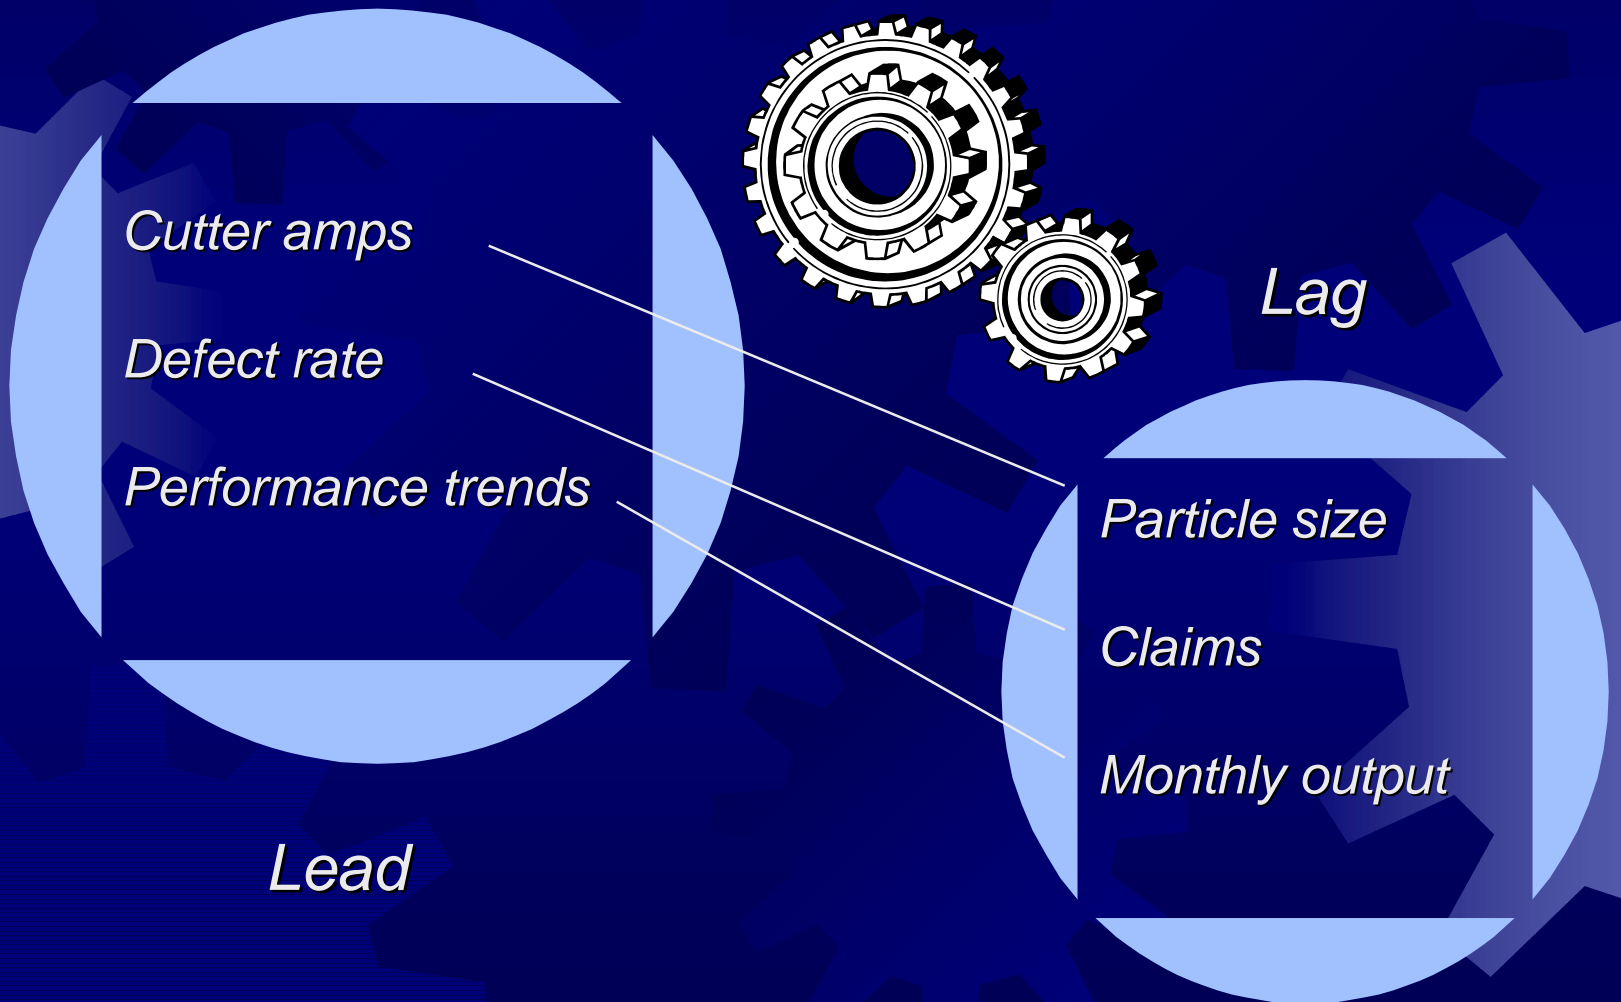 Cutter amps
Defect rate
Performance trends
Lead
Lag
Particle size
Claims
Monthly output